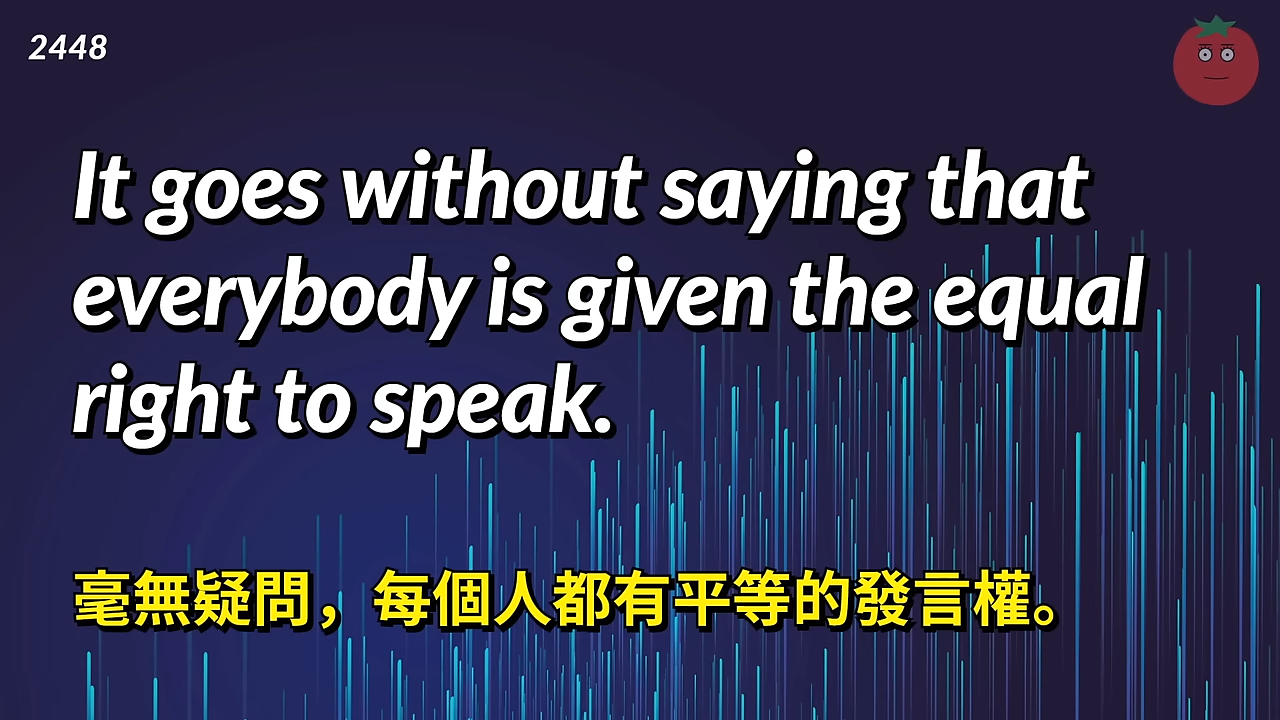 2448
It goes without saying that
everybody is given the equal
right to speak.
毫無疑問，每個人都有平等的發言權。